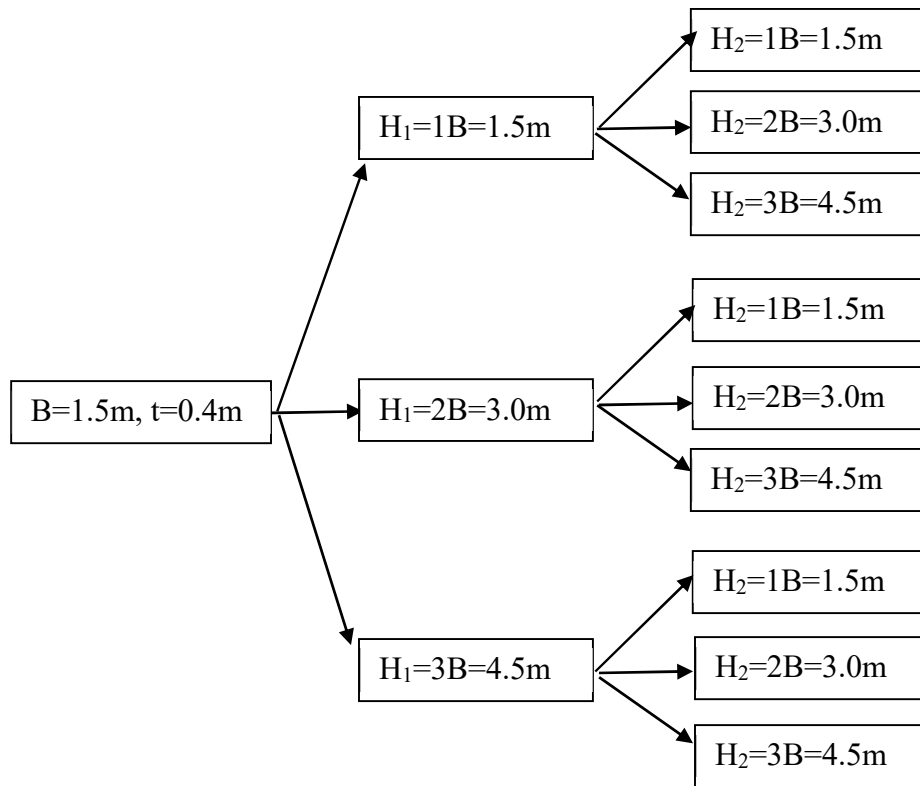 B=1.5m, t=0.4m
H₁=1B=1.5m
H₂=1B=1.5m
H₂=2B=3.0m
H₂=3B=4.5m
H₁=2B=3.0m
H₂=1B=1.5m
H₂=2B=3.0m
H₂=3B=4.5m
H₁=3B=4.5m
H₂=1B=1.5m
H₂=2B=3.0m
H₂=3B=4.5m